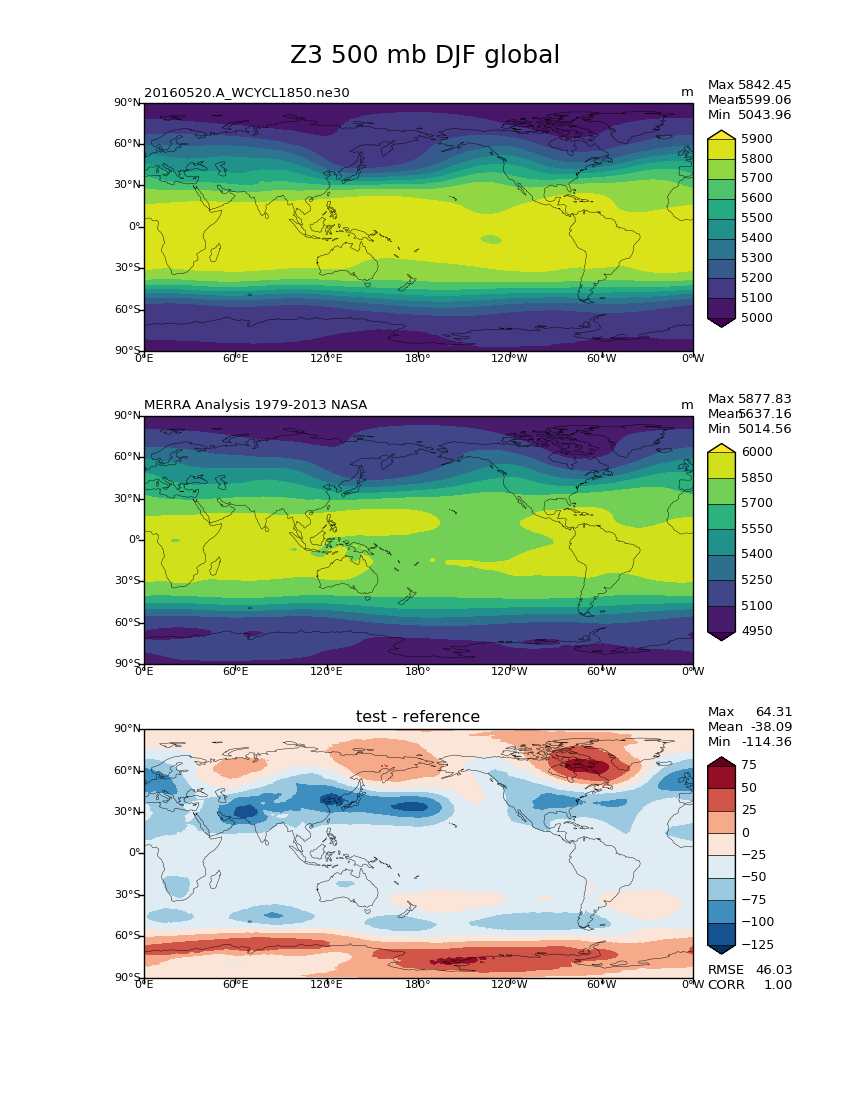 Z3 500 mb DJF global
20160520.A_WCYCL1850.ne30
m
Max 5842.45
Mean 5599.06
Min 5043.96
90°N
60°N
30°N
0°
30°S
60°S
90°S
0°E 60°E 120°E 180° 120°W 60°W 0°W
5900
5800
5700
5600
5500
5400
5300
5200
5100
5000
MERRA Analysis 1979-2013 NASA
m
Max 5877.83
Mean 5637.16
Min 5014.56
90°N
60°N
30°N
0°
30°S
60°S
90°S
0°E 60°E 120°E 180° 120°W 60°W 0°W
6000
5850
5700
5550
5400
5250
5100
4950
test - reference
Max 64.31
Mean -38.09
Min -114.36
90°N
60°N
30°N
0°
30°S
60°S
90°S
0°E 60°E 120°E 180° 120°W 60°W 0°W
75
50
25
0
−25
−50
−75
−100
−125
RMSE 46.03
CORR 1.00